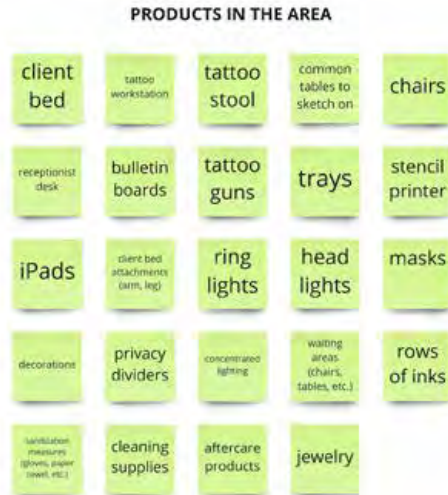 PRODUCTS IN THE AREA
client
bed
tattoo
workstation
tattoo
stool
common
tables to
sketch on
chairs
receptionist
desk
bulletin
boards
tattoo
guns
trays
stencil
printer
iPads
client bed
attachments
(arm, leg)
ring
lights
head
lights
masks
decorations
privacy
dividers
concentrated
lighting
waiting
areas
(chairs,
tables, etc.)
rows
of inks
sanitation
measures
(gloves, paper
towel, etc.)
cleaning
supplies
aftercare
products
jewelry